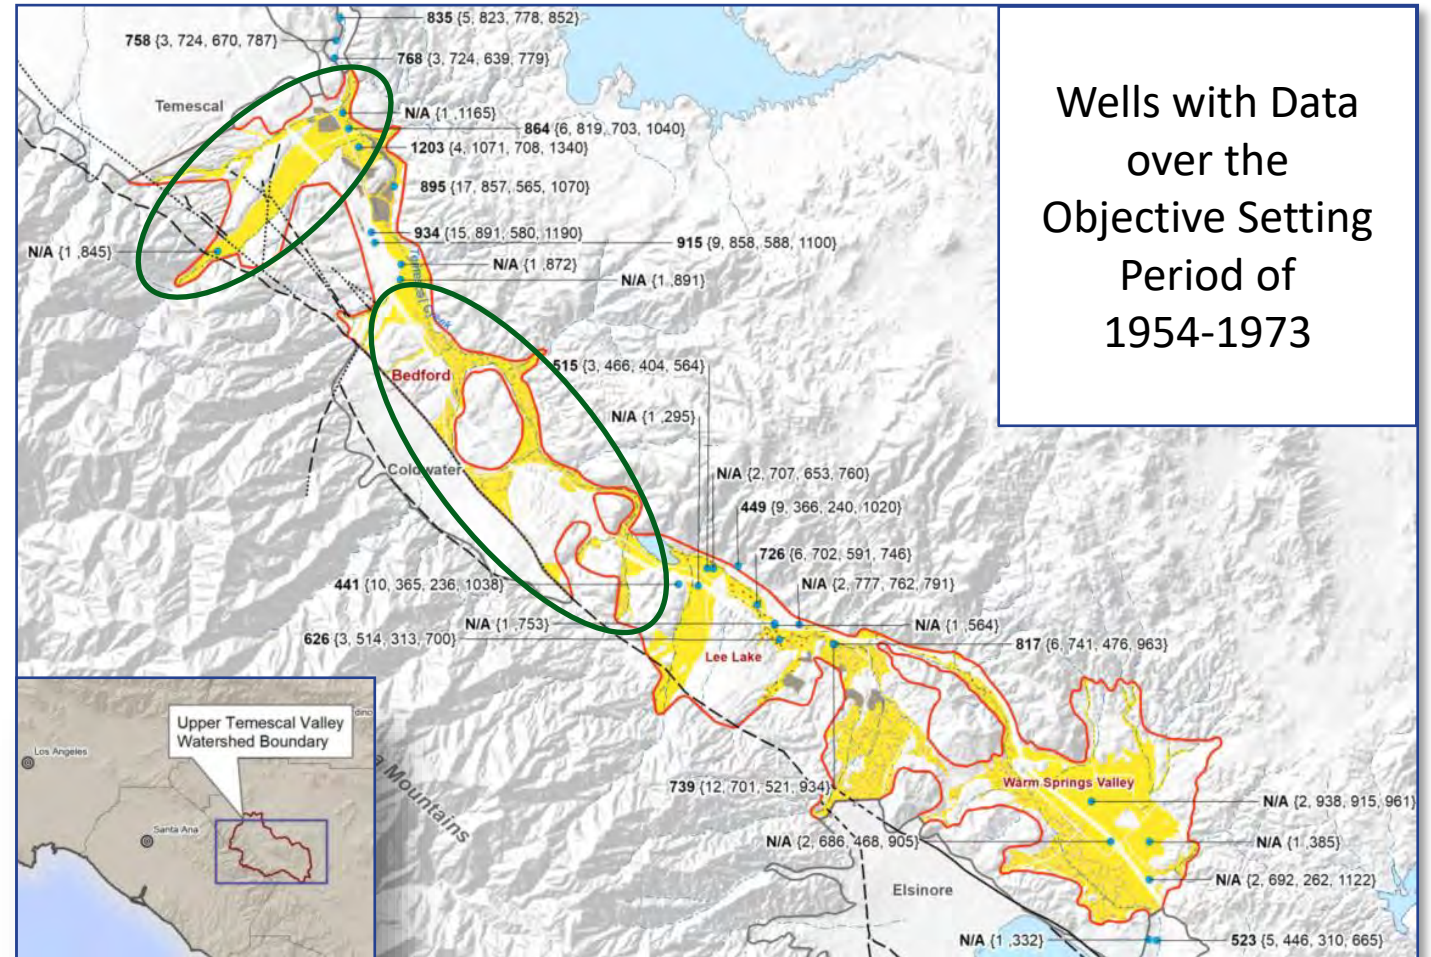 Wells with Data
over the
Objective Setting
Period of
1954-1973
835 {5, 823, 778, 852}
758 {3, 724, 670, 787}
768 {3, 724, 639, 779}
Temescal
N/A {1 ,1165}
864 {6, 819, 703, 1040}
1203 {4, 1071, 708, 1340}
895 {17, 857, 565, 1070}
934 {15, 891, 580, 1190}
915 {9, 858, 588, 1100}
N/A {1 ,845}
N/A {1 ,872}
N/A {1 ,891}
Temescal Creek
515 {3, 466, 404, 564}
Bedford
N/A {1 ,295}
Coldwater
N/A {2, 707, 653, 760}
449 {9, 366, 240, 1020}
726 {6, 702, 591, 746}
441 {10, 365, 236, 1038}
N/A {2, 777, 762, 791}
N/A {1 ,753}
N/A {1 ,564}
626 {3, 514, 313, 700}
817 {6, 741, 476, 963}
Lee Lake
739 {12, 701, 521, 934}
Warm Springs Valley
N/A {2, 938, 915, 961}
N/A {2, 686, 468, 905}
N/A {1 ,385}
N/A {2, 692, 262, 1122}
Elsinore
N/A {1 ,332}
523 {5, 446, 310, 665}
a Mountains
Upper Temescal Valley
Watershed Boundary
dino
Los Angeles
Santa Ana